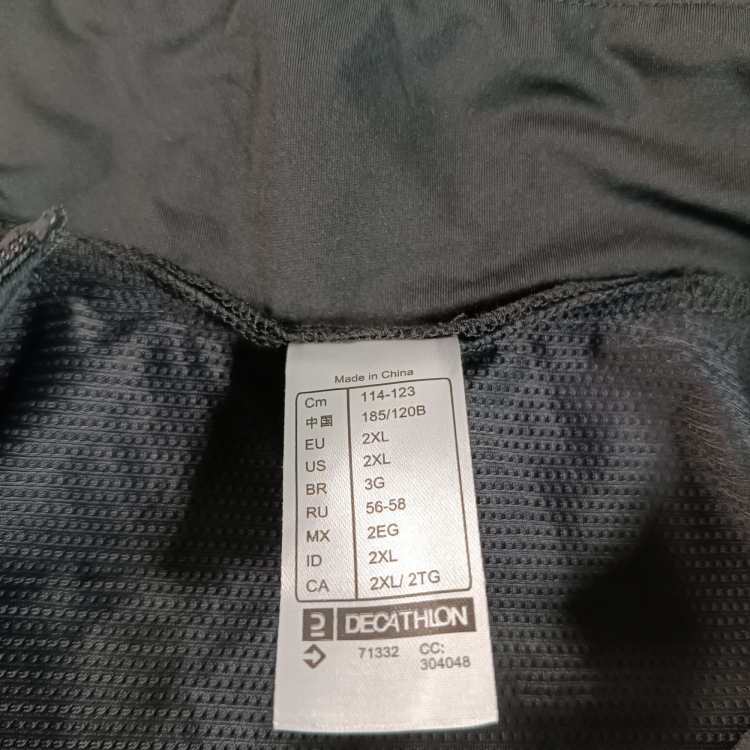 Made in China
Cm 114-123
中国 185/120B
EU 2XL
US 2XL
BR 3G
RU 56-58
MX 2EG
ID 2XL
CA 2XL/ 2TG
DECATHLON
71332 CC:
304048